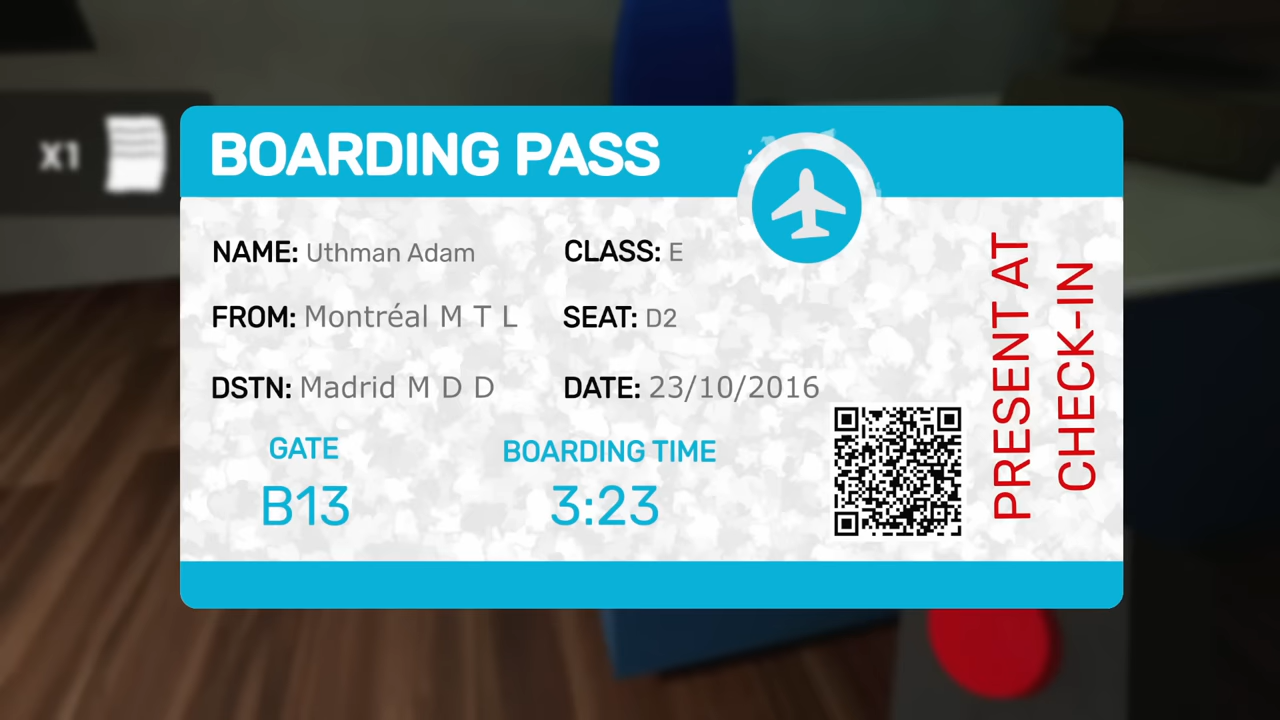 X1
BOARDING PASS
NAME: Uthman Adam
CLASS: E
FROM: Montréal M T L
SEAT: D2
DSTN: Madrid M D D
DATE: 23/10/2016
GATE
B13
BOARDING TIME
3:23
PRESENT AT
CHECK-IN